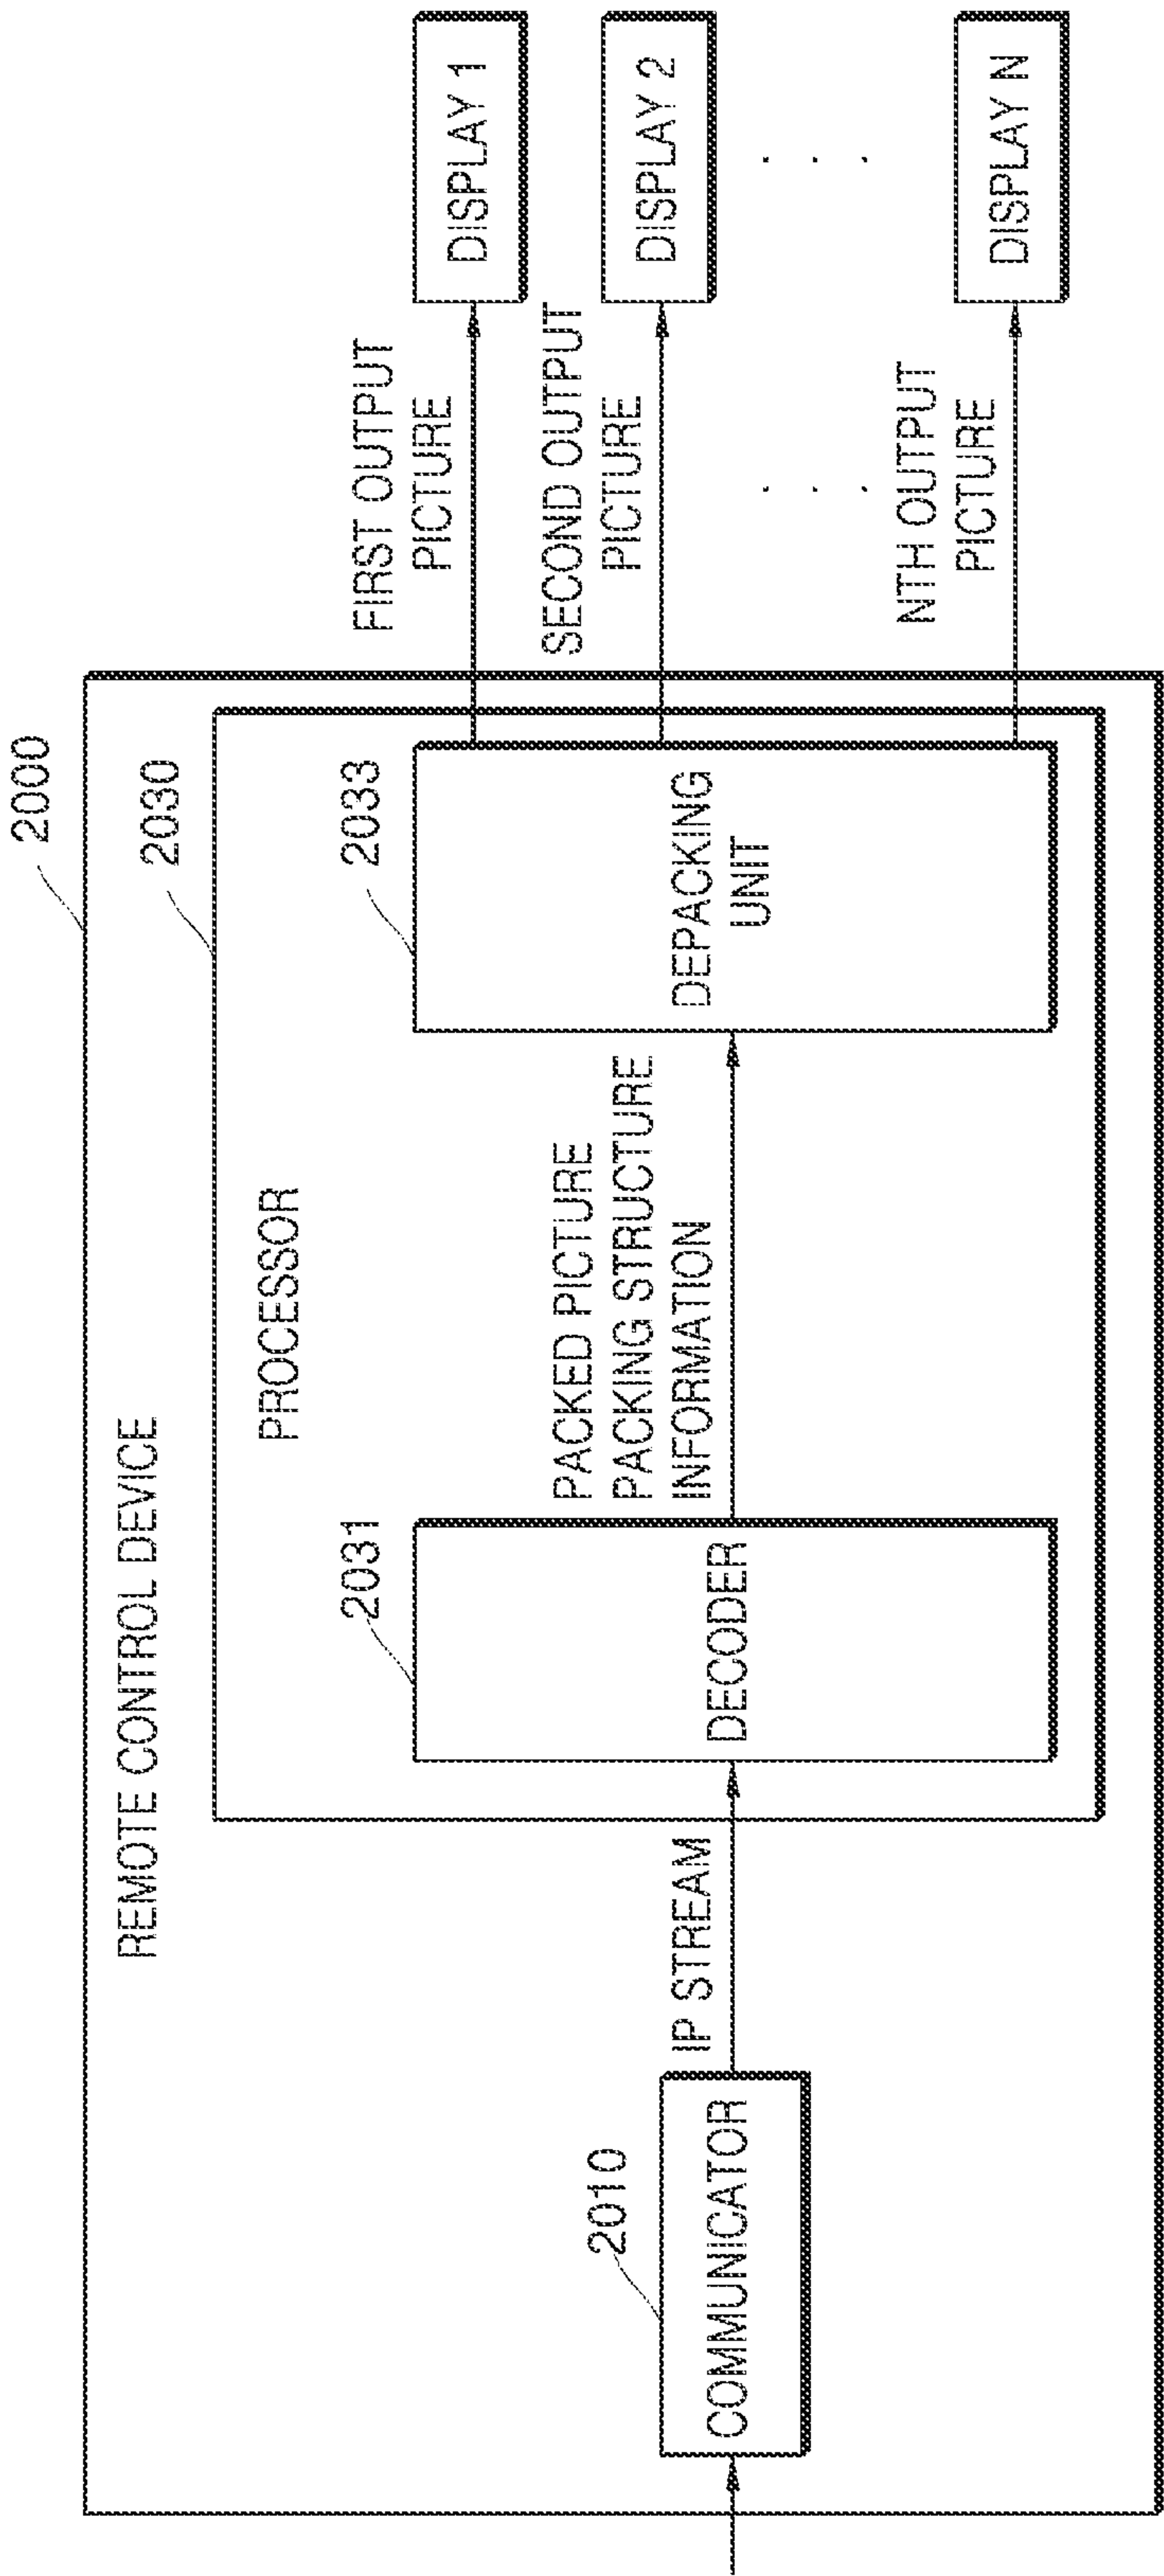 2000
REMOTE CONTROL DEVICE
2030
PROCESSOR
2010
COMMUNICATOR
IP STREAM
2031
DECODER
PACKED PICTURE
PACKING STRUCTURE
INFORMATION
2033
DEPACKING
UNIT
FIRST OUTPUT
PICTURE
DISPLAY 1
SECOND OUTPUT
PICTURE
DISPLAY 2
. . .
. . .
NTH OUTPUT
PICTURE
DISPLAY N